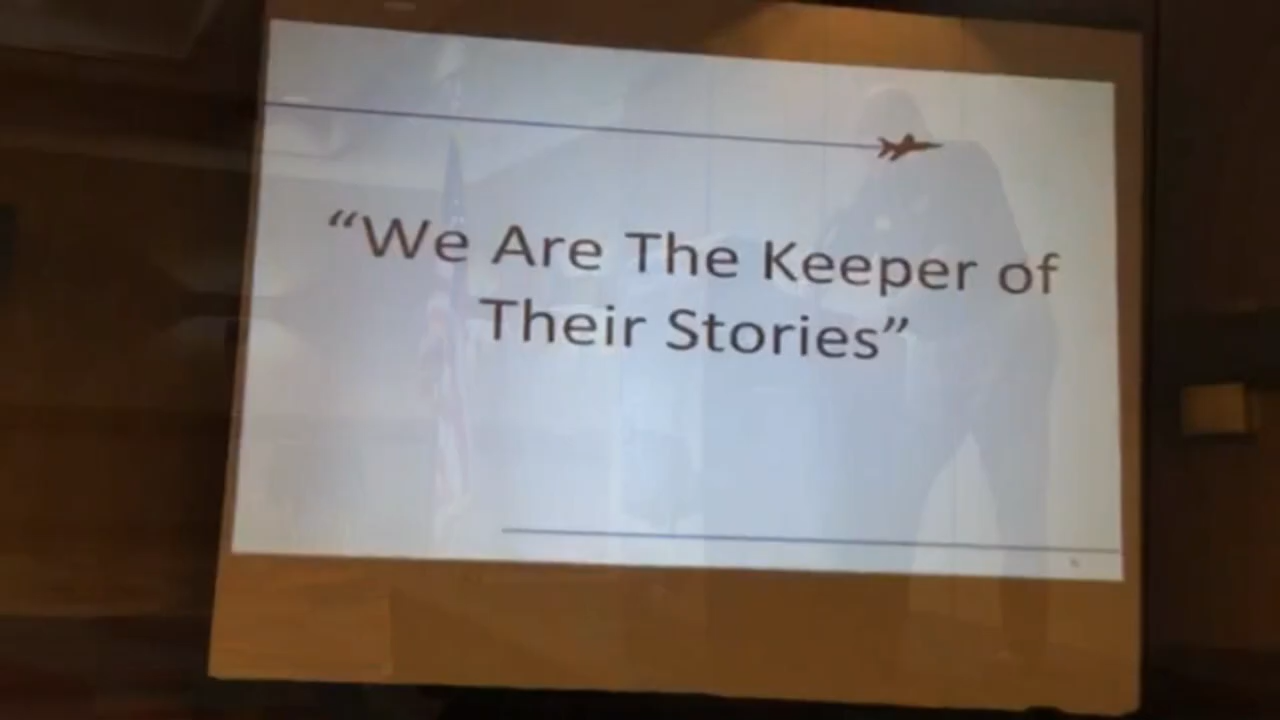 “We Are The Keeper of
Their Stories”